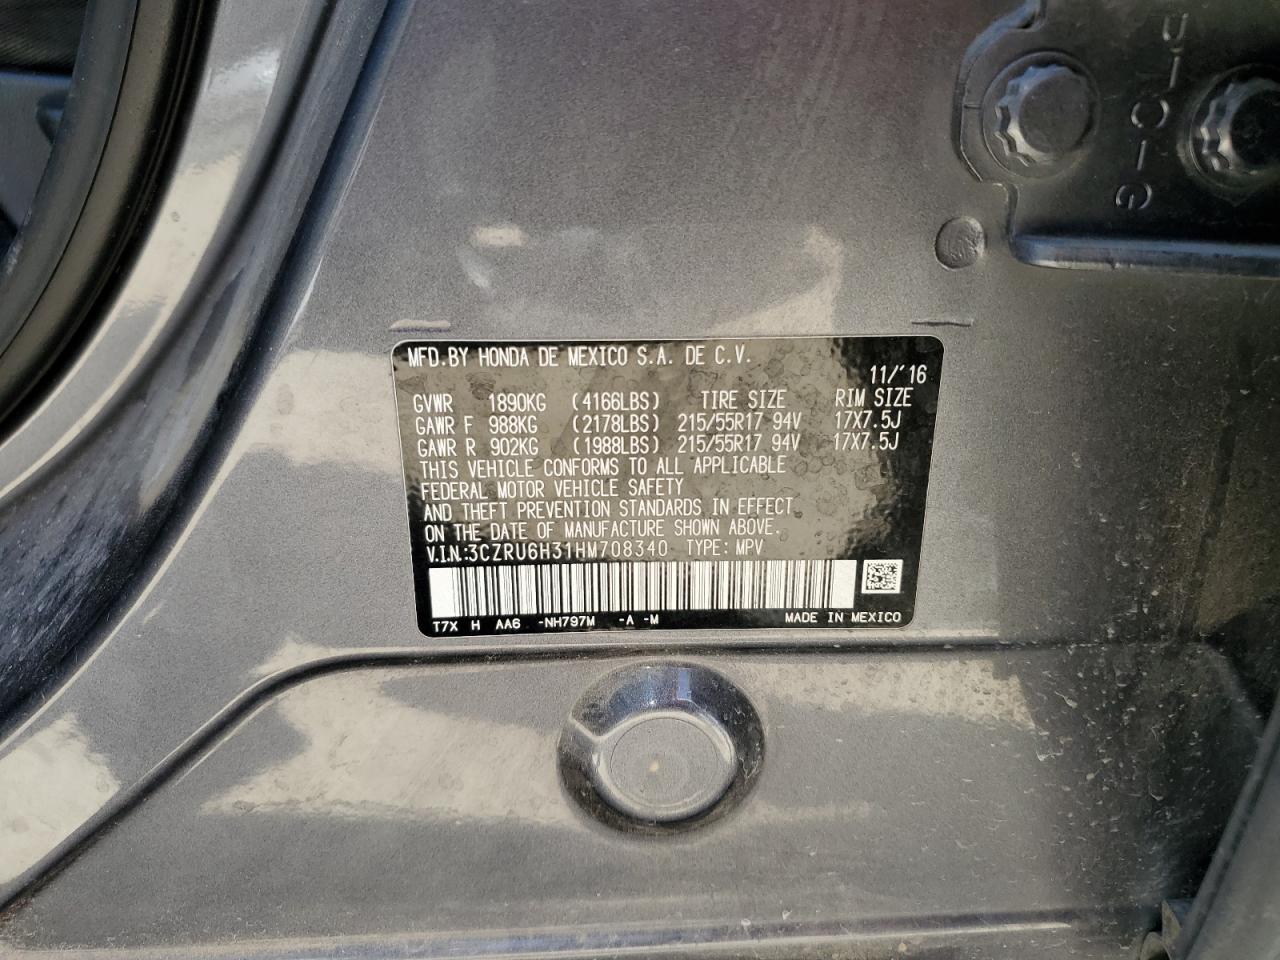 MFD.BY HONDA DE MEXICO S.A. DE C.V.
11/'16
GVWR 1890KG (4166LBS) TIRE SIZE RIM SIZE
GAWR F 988KG (2178LBS) 215/55R17 94V 17X7.5J
GAWR R 902KG (1988LBS) 215/55R17 94V 17X7.5J
THIS VEHICLE CONFORMS TO ALL APPLICABLE
FEDERAL MOTOR VEHICLE SAFETY
AND THEFT PREVENTION STANDARDS IN EFFECT
ON THE DATE OF MANUFACTURE SHOWN ABOVE.
V.I.N.:3CZRU6H31HM708340 TYPE: MPV
T7X H AA6 -NH797M -A -M MADE IN MEXICO